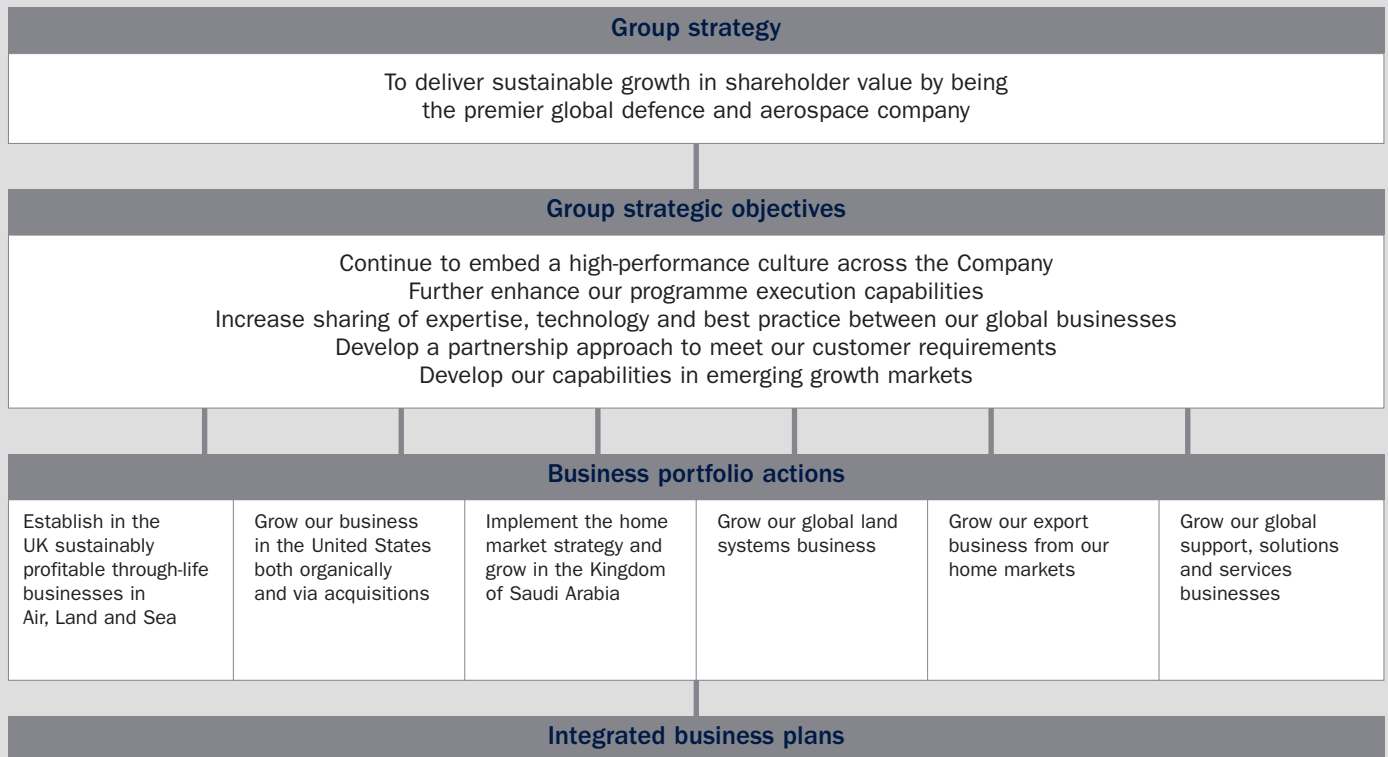 Group strategy
To deliver sustainable growth in shareholder value by being
the premier global defence and aerospace company
Group strategic objectives
Continue to embed a high-performance culture across the Company
Further enhance our programme execution capabilities
Increase sharing of expertise, technology and best practice between our global businesses
Develop a partnership approach to meet our customer requirements
Develop our capabilities in emerging growth markets
Business portfolio actions
Establish in the
UK sustainably
profitable through-life
businesses in
Air, Land and Sea
Grow our business
in the United States
both organically
and via acquisitions
Implement the home
market strategy and
grow in the Kingdom
of Saudi Arabia
Grow our global land
systems business
Grow our export
business from our
home markets
Grow our global
support, solutions
and services
businesses
Integrated business plans